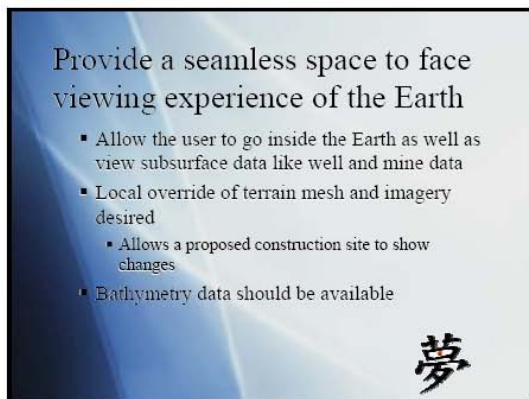 Provide a seamless space to face
viewing experience of the Earth
▪ Allow the user to go inside the Earth as well as
view subsurface data like well and mine data
▪ Local override of terrain mesh and imagery
desired
▪ Allows a proposed construction site to show
changes
▪ Bathymetry data should be available
夢